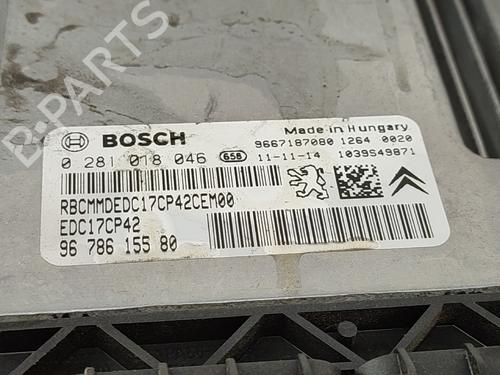 B-PARTS
BOSCH
Made in Hungary
9667187080 1264 0020
0 281 018 046 658 11-11-14 1039S49871
RBCMMDEDC17CP42CEM00
EDC17CP42
96 786 155 80